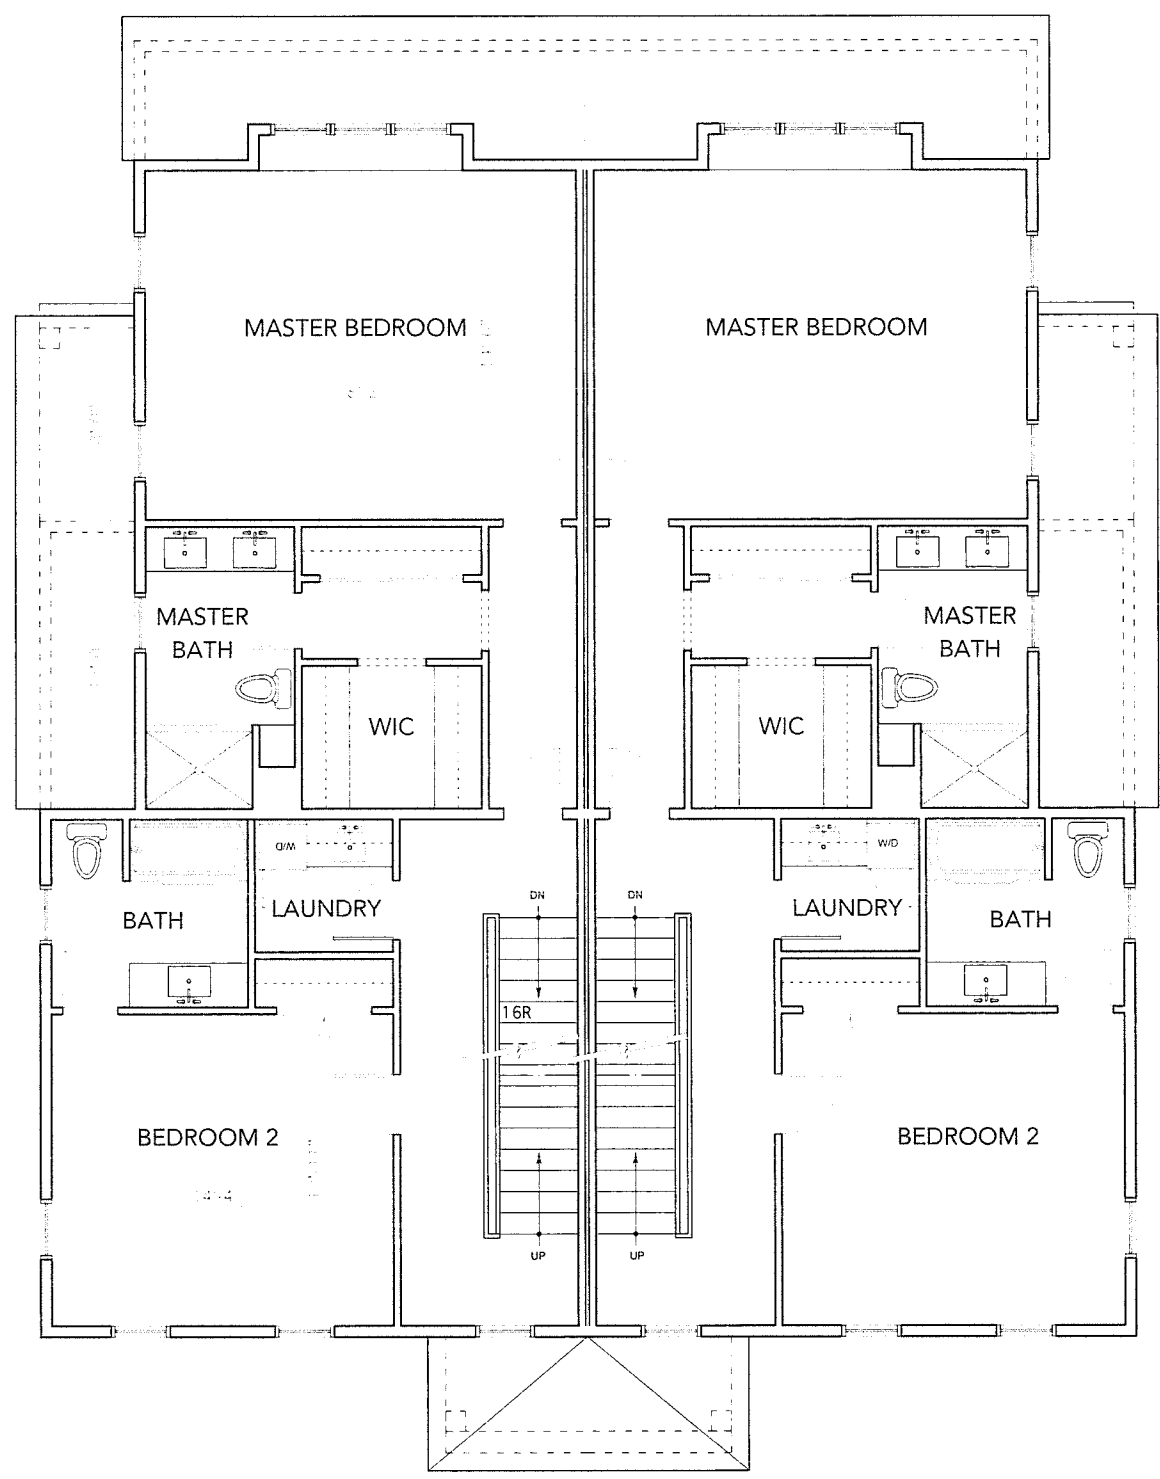 MASTER BEDROOM
MASTER BEDROOM
MASTER
BATH
MASTER
BATH
WIC
WIC
W/D
W/D
BATH
LAUNDRY
DN
DN
LAUNDRY
BATH
16R
BEDROOM 2
BEDROOM 2
UP
UP